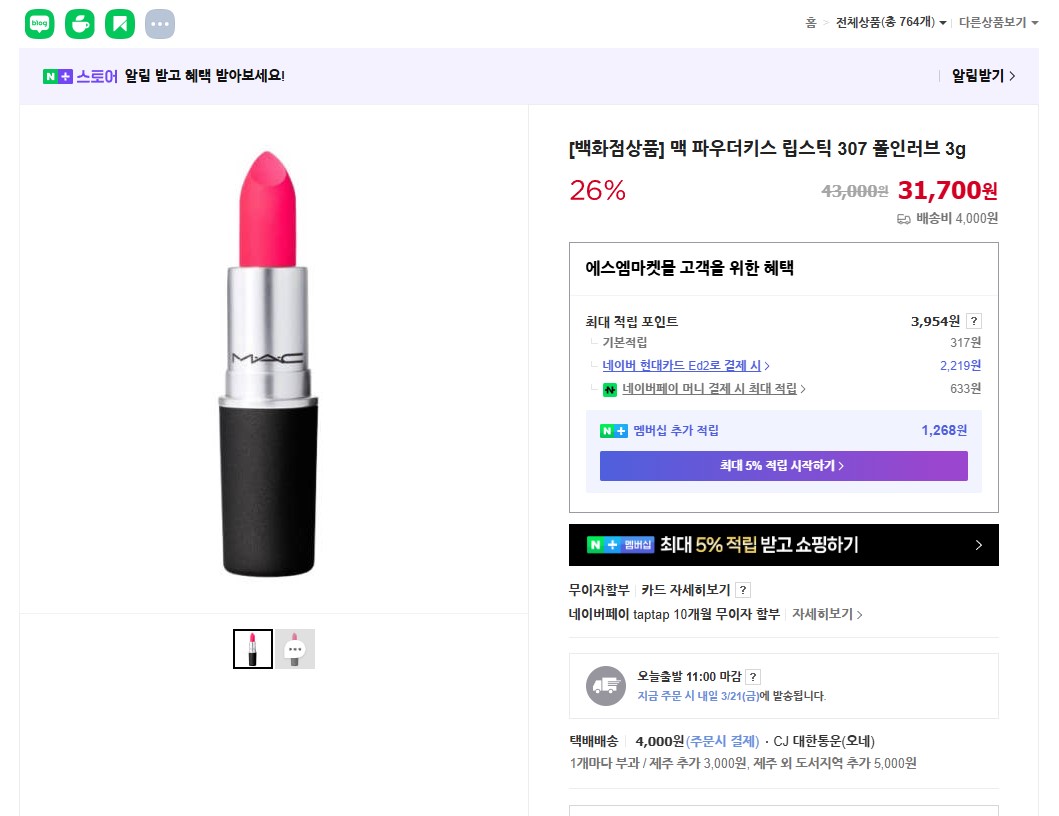 blog
홈 > 전체상품(총 764개) 다른상품보기
N+ 스토어 알림 받고 혜택 받아보세요! 알림받기 >
[백화점상품] 맥 파우더키스 립스틱 307 폴인러브 3g
26% 43,000원 31,700원
배송비 4,000원
MAC
에스엠마켓몰 고객을 위한 혜택
최대 적립 포인트 3,954원 ?
기본적립 317원
네이버 현대카드 Ed2로 결제 시 > 2,219원
N 네이버페이 머니 결제 시 최대 적립 > 633원
N+ 멤버십 추가 적립 1,268원
최대 5% 적립 시작하기 >
N+ 멤버십 최대 5% 적립 받고 쇼핑하기 >
무이자할부 카드 자세히보기 ?
네이버페이 taptap 10개월 무이자 할부 자세히보기 >
오늘출발 11:00 마감 ?
지금 주문 시 내일 3/21(금)에 발송됩니다.
택배배송 4,000원(주문시 결제) · CJ 대한통운(오네)
1개마다 부과 / 제주 추가 3,000원, 제주 외 도서지역 추가 5,000원